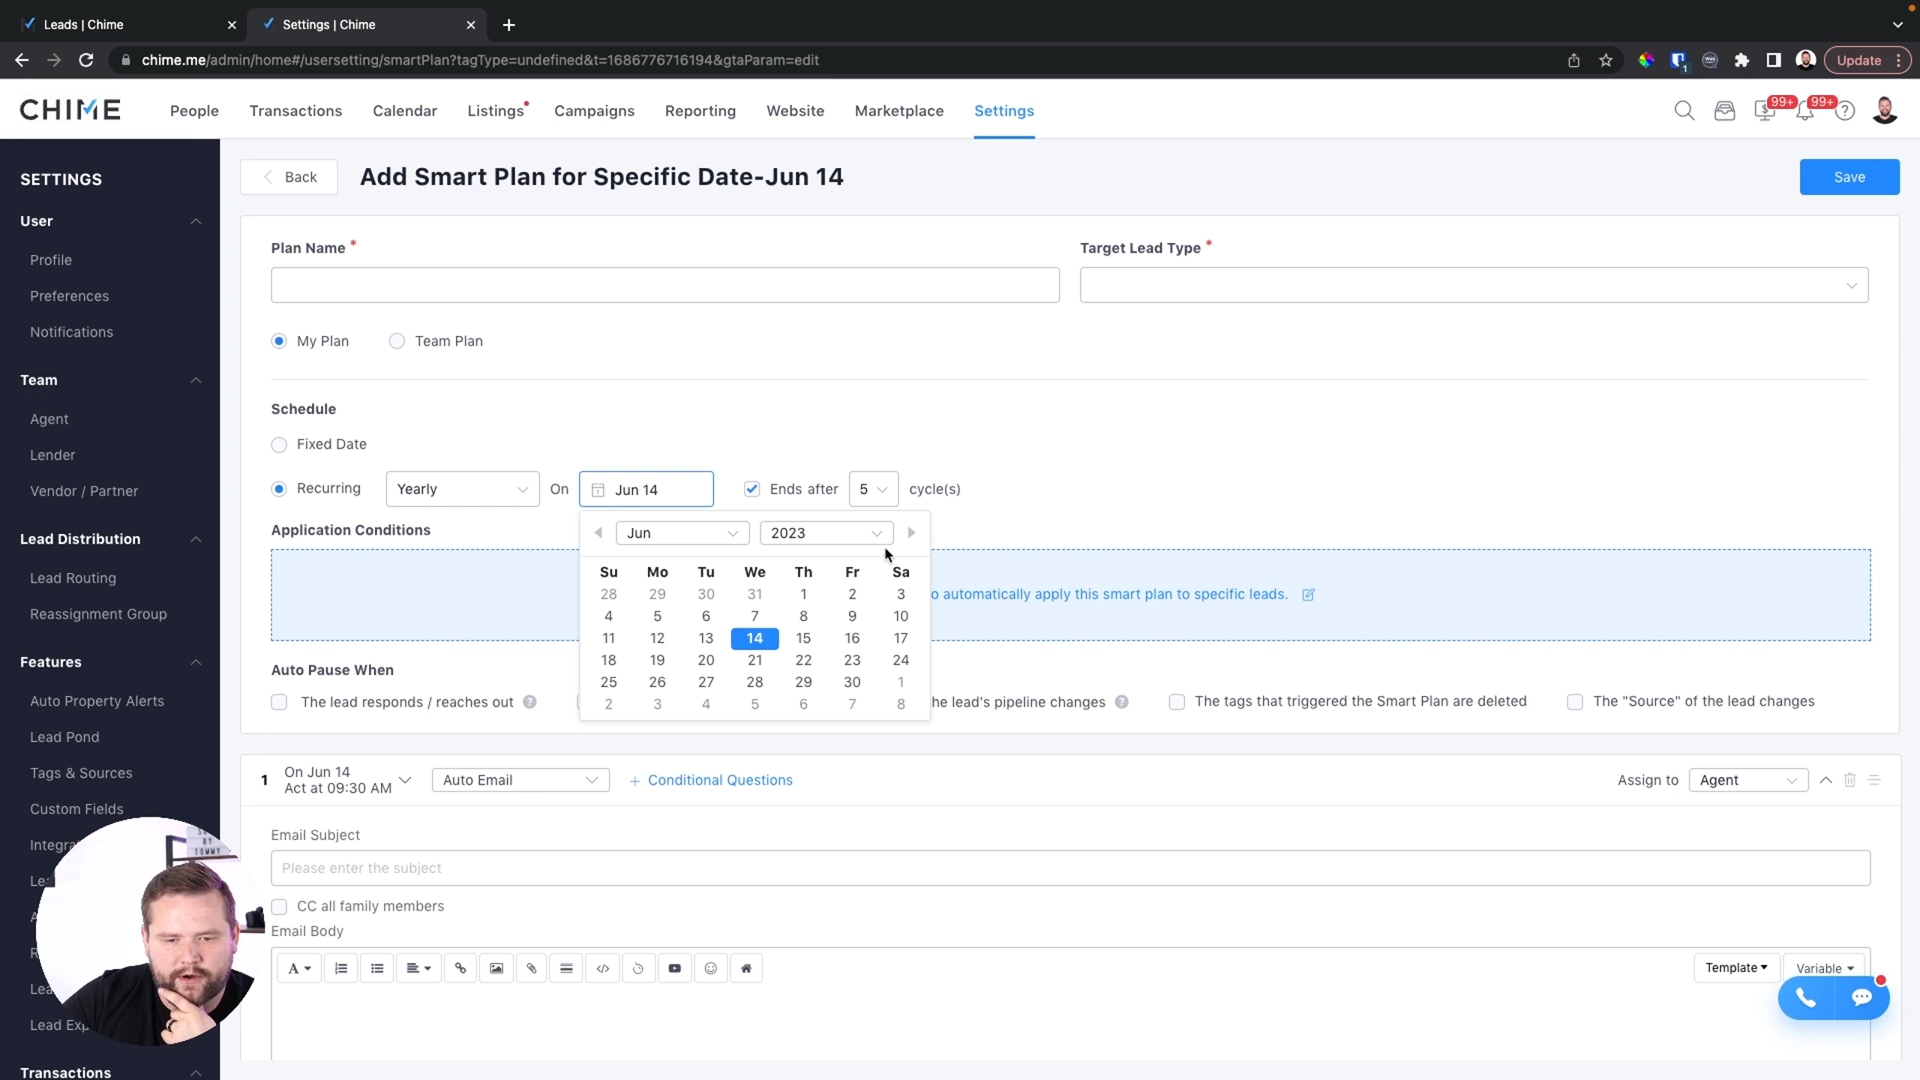 Leads | Chime
Settings | Chime
chime.me/admin/home#/usersetting/smartPlan?tagType=undefined&t=1686776716194&gtaParam=edit
Update
CHIME People Transactions Calendar Listings Campaigns Reporting Website Marketplace Settings 99+ 99+
SETTINGS
User
Profile
Preferences
Notifications
Team
Agent
Lender
Vendor / Partner
Lead Distribution
Lead Routing
Reassignment Group
Features
Auto Property Alerts
Lead Pond
Tags & Sources
Custom Fields
Lead Exp
Transactions
Back
Add Smart Plan for Specific Date-Jun 14
Save
Plan Name *
Target Lead Type *
My Plan Team Plan
Schedule
Fixed Date
Recurring Yearly On Jun 14 Ends after 5 cycle(s)
Jun 2023
Su Mo Tu We Th Fr Sa
28 29 30 31 1 2 3
4 5 6 7 8 9 10
11 12 13 14 15 16 17
18 19 20 21 22 23 24
25 26 27 28 29 30 1
2 3 4 5 6 7 8
Application Conditions
o automatically apply this smart plan to specific leads.
Auto Pause When
The lead responds / reaches out
he lead's pipeline changes
The tags that triggered the Smart Plan are deleted
The "Source" of the lead changes
1 On Jun 14
Act at 09:30 AM
Auto Email
+ Conditional Questions
Assign to Agent
Email Subject
Please enter the subject
CC all family members
Email Body
Template
Variable